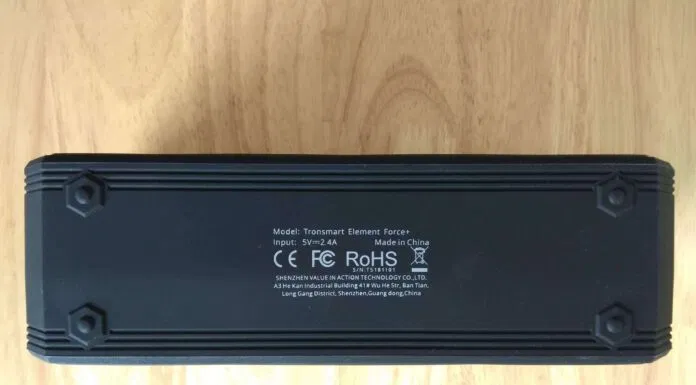 Model: Tronsmart Element Force+
Input: 5V⎓2.4A Made in China
CE FC RoHS
S/N.TS181101
SHENZHEN VALUE IN ACTION TECHNOLOGY CO.,LTD.
A3 He Kan Industrial Building 41# Wu He Str, Ban Tian,
Long Gang District, Shenzhen,Guang dong,China